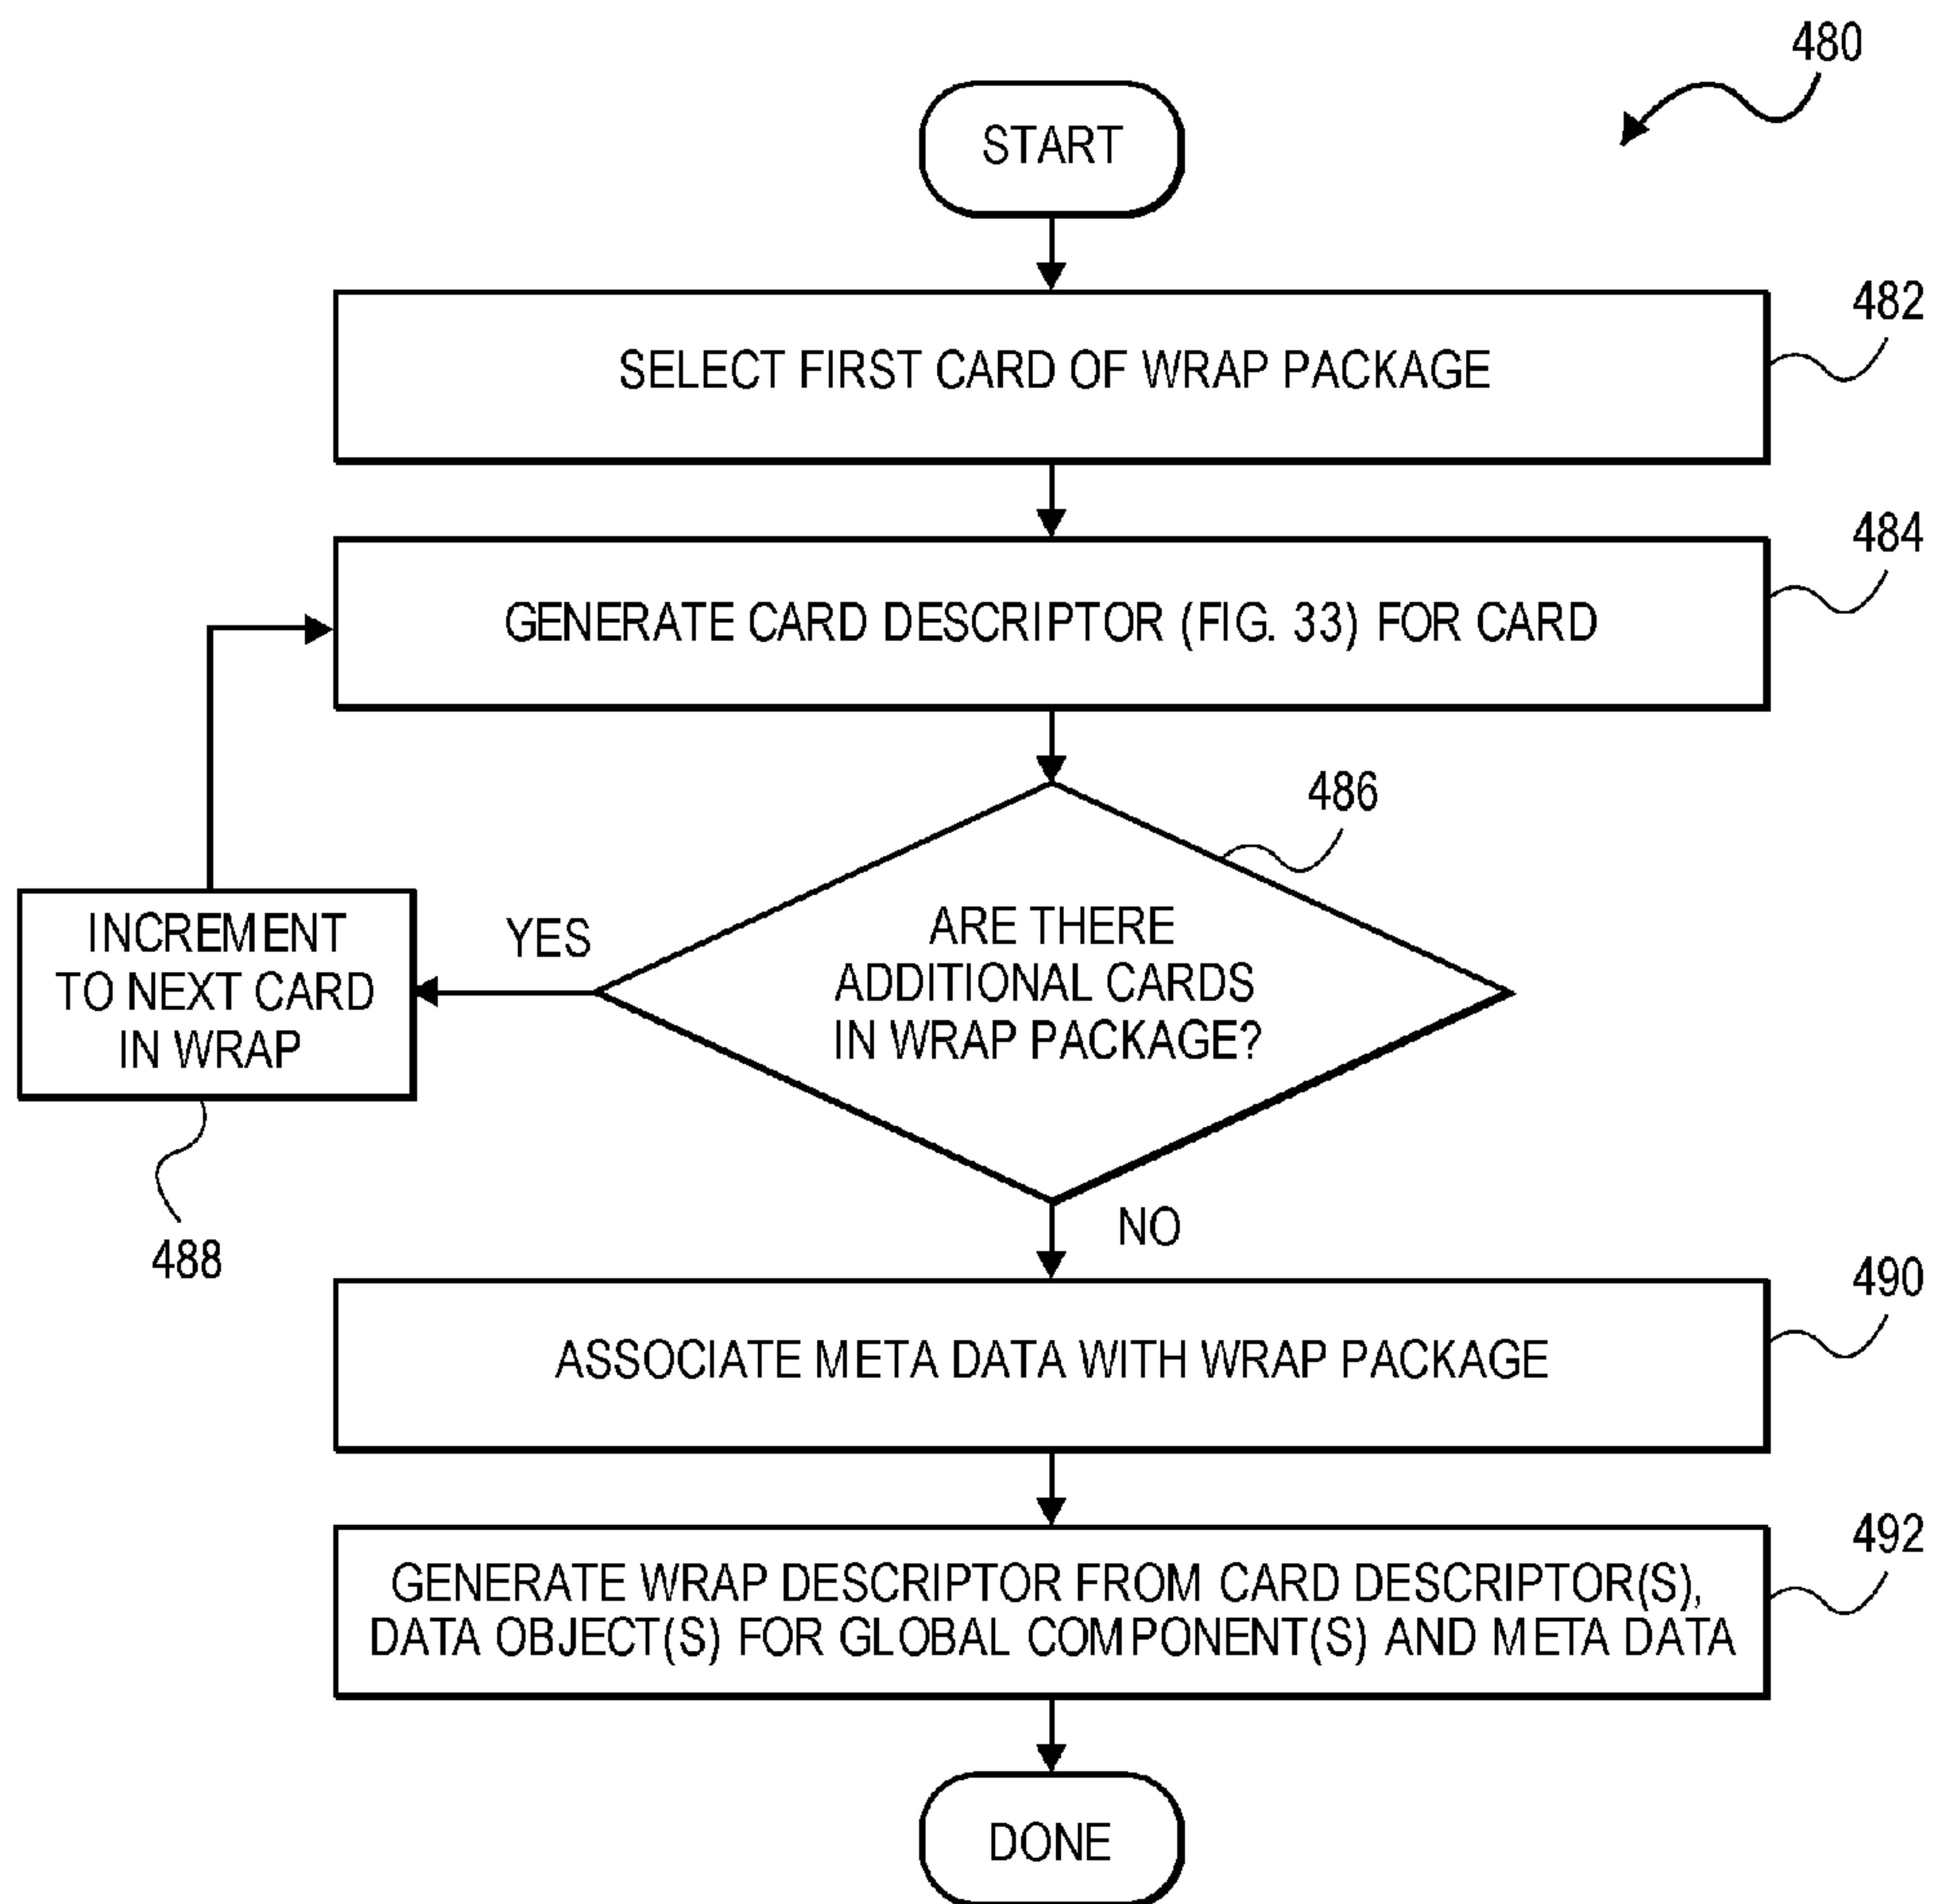 480
START
482
SELECT FIRST CARD OF WRAP PACKAGE
484
GENERATE CARD DESCRIPTOR (FIG. 33) FOR CARD
486
ARE THERE
ADDITIONAL CARDS
IN WRAP PACKAGE?
YES
INCREMENT
TO NEXT CARD
IN WRAP
488
NO
490
ASSOCIATE META DATA WITH WRAP PACKAGE
492
GENERATE WRAP DESCRIPTOR FROM CARD DESCRIPTOR(S),
DATA OBJECT(S) FOR GLOBAL COMPONENT(S) AND META DATA
DONE